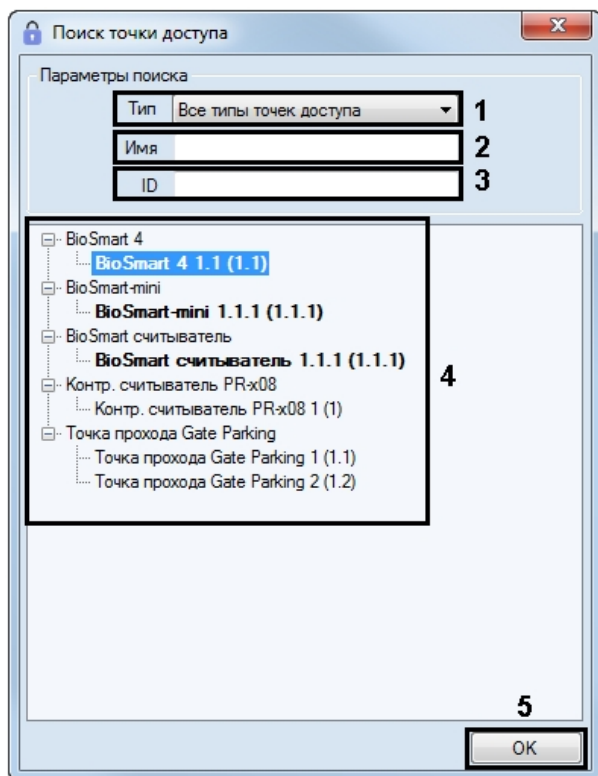 Поиск точки доступа
Параметры поиска
Тип Все типы точек доступа 1
Имя 2
ID 3
BioSmart 4
BioSmart 4 1.1 (1.1)
BioSmart-mini
BioSmart-mini 1.1.1 (1.1.1)
BioSmart считыватель
BioSmart считыватель 1.1.1 (1.1.1)
4
Контр. считыватель PR-x08
Контр. считыватель PR-x08 1 (1)
Точка прохода Gate Parking
Точка прохода Gate Parking 1 (1.1)
Точка прохода Gate Parking 2 (1.2)
5
OK